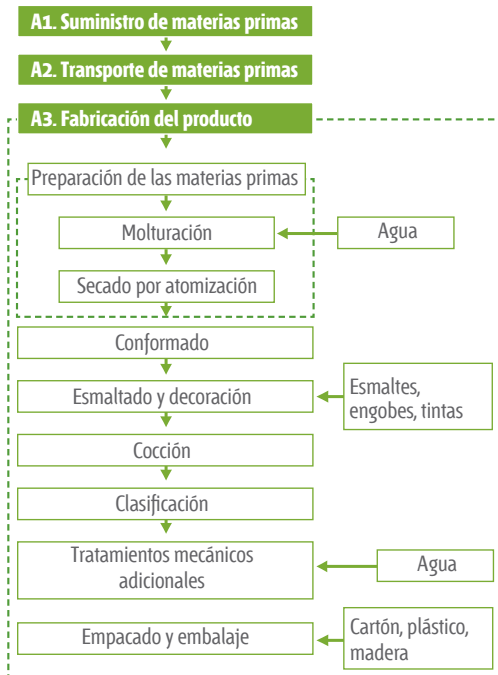 A1. Suministro de materias primas
A2. Transporte de materias primas
A3. Fabricación del producto
Preparación de las materias primas
Molturación
Agua
Secado por atomización
Conformado
Esmaltado y decoración
Esmaltes,
engobes, tintas
Cocción
Clasificación
Tratamientos mecánicos
adicionales
Agua
Empacado y embalaje
Cartón, plástico,
madera